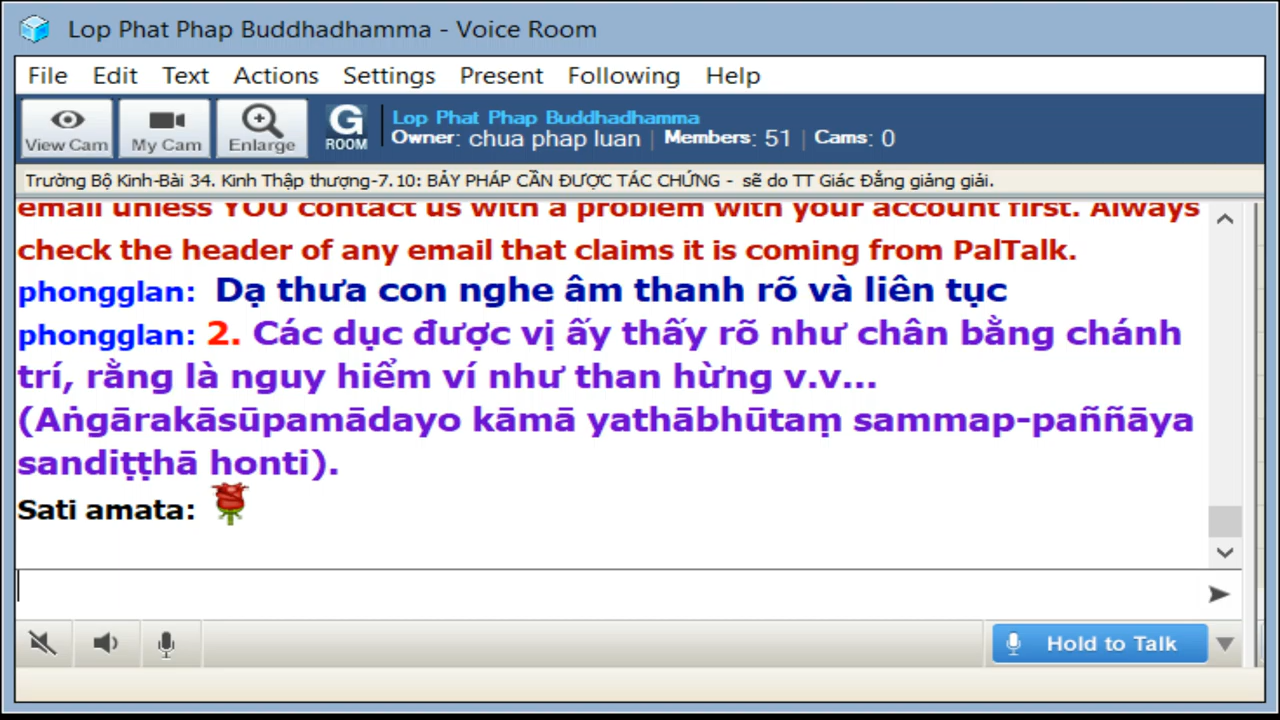 Lop Phat Phap Buddhadhamma - Voice Room
File Edit Text Actions Settings Present Following Help
View Cam My Cam Enlarge G ROOM
Lop Phat Phap Buddhadhamma
Owner: chua phap luan | Members: 51 | Cams: 0
Trường Bộ Kinh-Bài 34. Kinh Thập thượng-7.10: BẢY PHÁP CẦN ĐƯỢC TÁC CHỨNG - sẽ do TT Giác Đẳng giảng giải.
email unless YOU contact us with a problem with your account first. Always
check the header of any email that claims it is coming from PalTalk.
phongglan: Dạ thưa con nghe âm thanh rõ và liên tục
phongglan: 2. Các dục được vị ấy thấy rõ như chân bằng chánh
trí, rằng là nguy hiểm ví như than hừng v.v...
(Aṅgārakāsūpamādayo kāmā yathābhūtaṃ sammap-paññāya
sandiṭṭhā honti).
Sati amata:
Hold to Talk